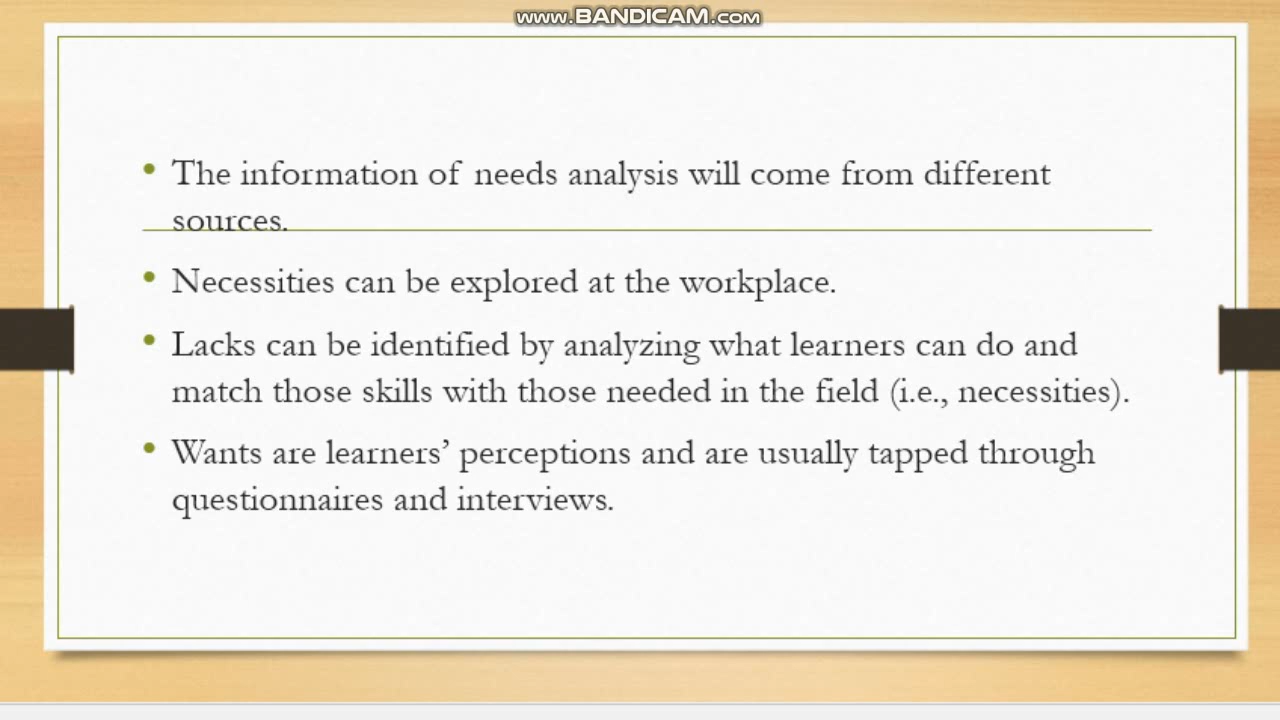 www.BANDICAM.com
• The information of needs analysis will come from different
sources.
• Necessities can be explored at the workplace.
• Lacks can be identified by analyzing what learners can do and
match those skills with those needed in the field (i.e., necessities).
• Wants are learners’ perceptions and are usually tapped through
questionnaires and interviews.